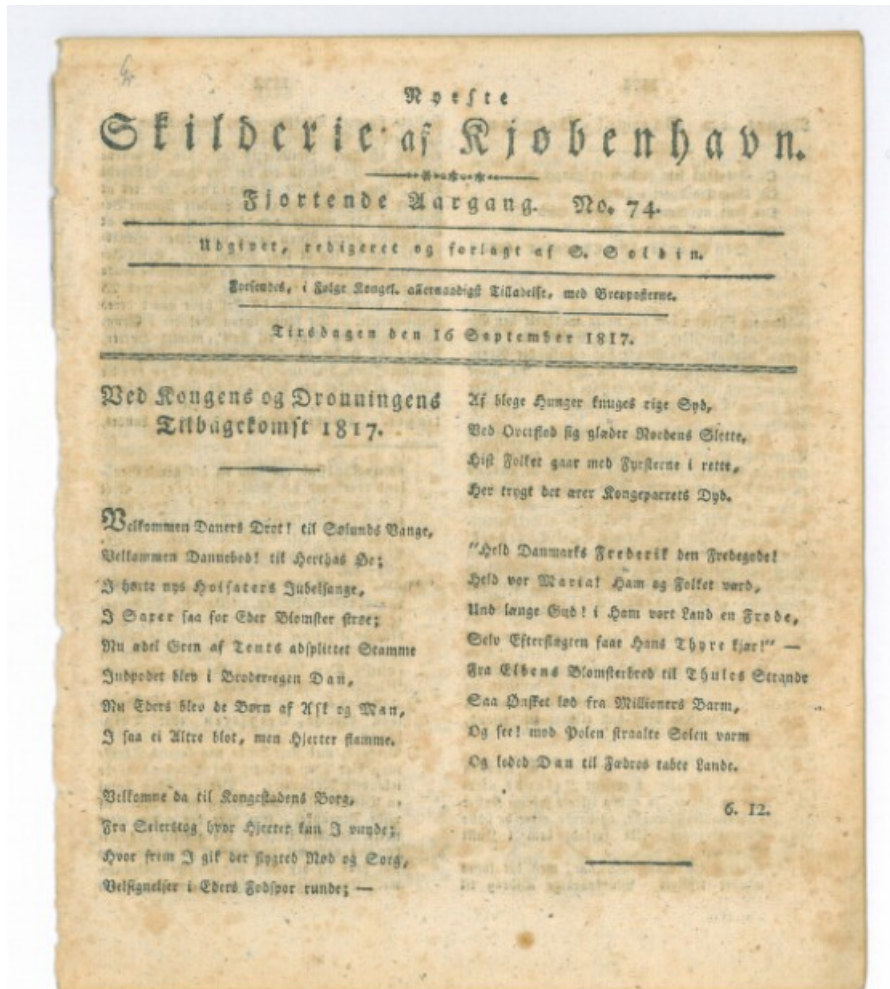 Nyeste
Skilderie af Kjøbenhavn.
Fjortende Aargang. No. 74.
Udgivet, redigeret og forlagt af S. Soldin.
Forsendes, i Følge Kongel. allernaadigst Tilladelse, med Brevposterne.
Tirsdagen den 16 September 1817.
Ved Kongens og Dronningens
Tilbagekomst 1817.
Velkommen Daners Drot! til Sølunds Vange,
Velkommen Dannebod! til Herthas Øe;
I hørte nys Holsaters Jubelsange,
I Saxer saa for Eder Blomster strøe;
Nu ædel Green af Teuts adsplittet Stamme
Indpodet blev i Broder-egen Dan,
Nu Eders blev de Børn af Ask og Man,
I saa ei Altre blot, men Hjerter flamme.
Velkomne da til Kongestadens Borg,
Fra Seierstog hvor Hjerter kun I vandt;
Hvor frem I gik der flygted Nød og Sorg,
Velsignelser i Eders Fodspor runde; —
Af blege Hunger knuges rige Syd,
Ved Overflod sig glæder Nordens Slette,
Hist Folket gaar med Fyrsterne i rette,
Her trygt det ærer Kongeparrets Dyd.
"Held Danmarks Frederik den Fredegode!
Held vor Maria! Ham og Folket værd,
Und længe Gud! i Ham vort Land en Frode,
Selv Efterslægten faae Hans Thyre kjær!" —
Fra Elbens Blomsterbred til Thules Strande
Saa Ønsket lød fra Millioners Barm,
Og see! mod Polen straalte Solen varm
Og leded Dan til Fædres tabte Lande.
6. 12.